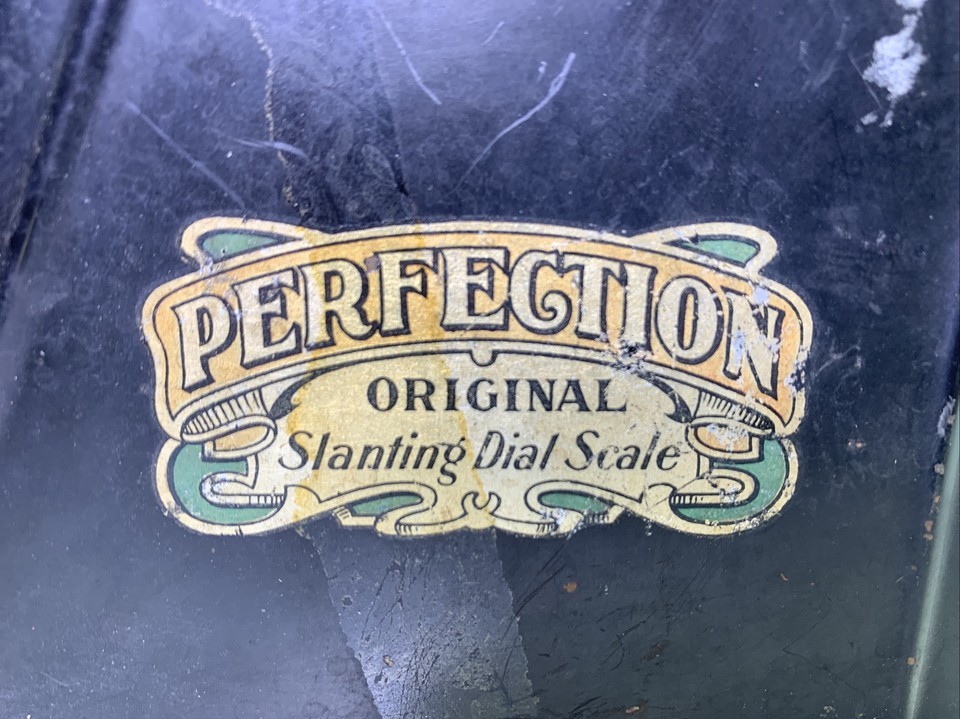 PERFECTION
ORIGINAL
Slanting Dial Scale